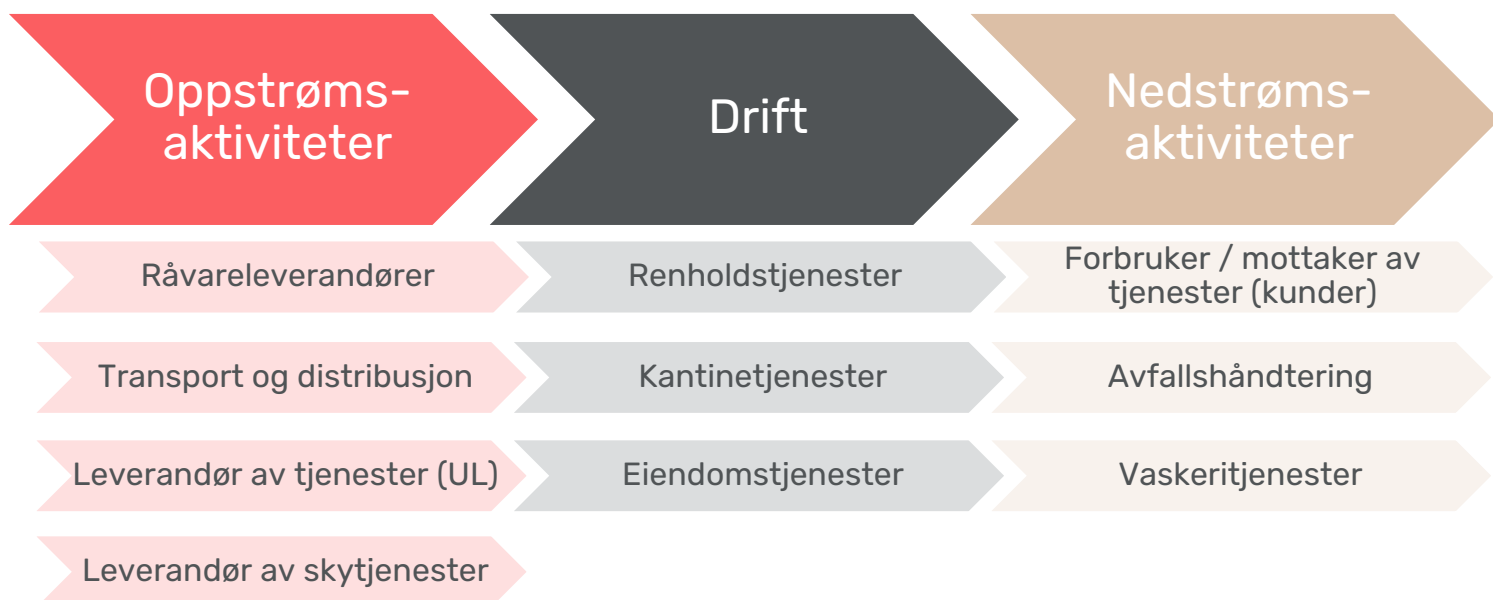 Oppstrøms-
aktiviteter
Drift
Nedstrøms-
aktiviteter
Råvareleverandører
Renholdstjenester
Forbruker / mottaker av
tjenester (kunder)
Transport og distribusjon
Kantinetjenester
Avfallshåndtering
Leverandør av tjenester (UL)
Eiendomstjenester
Vaskeritjenester
Leverandør av skytjenester